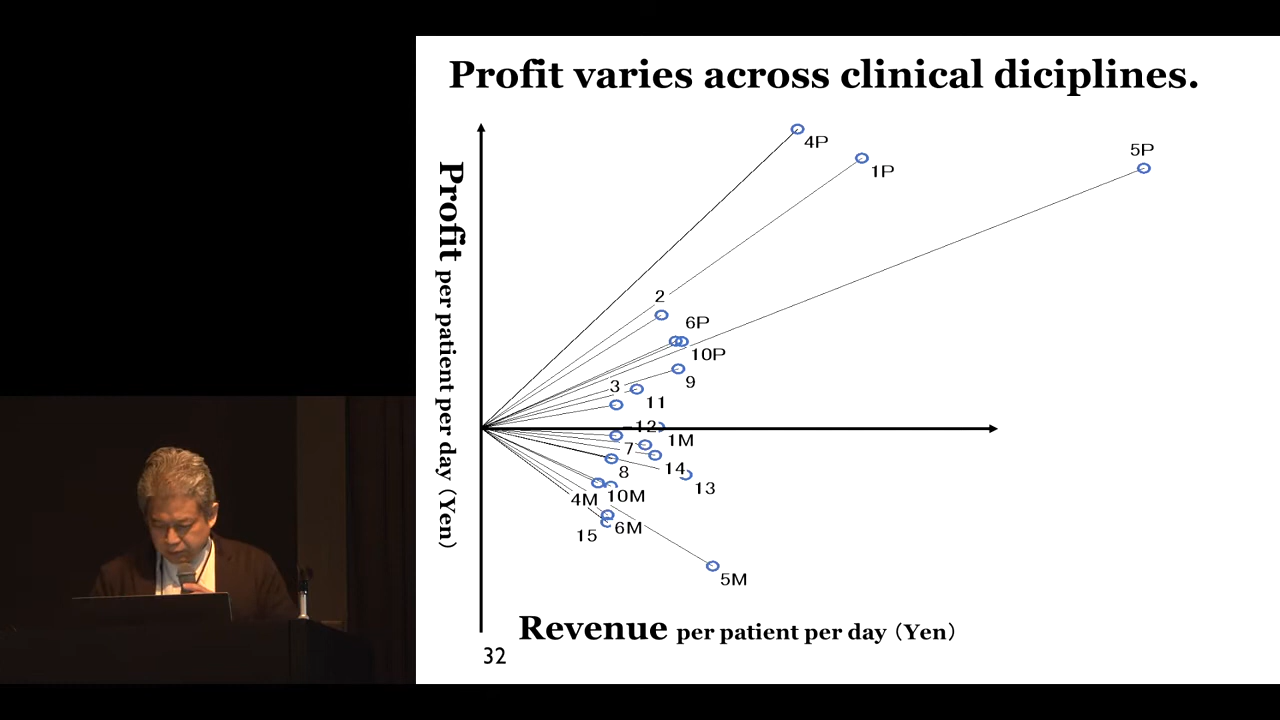 Profit varies across clinical diciplines.
Profit per patient per day (Yen)
4P
1P
5P
2
6P
10P
9
3
11
12
1M
7
14
8
13
4M
10M
6M
15
5M
Revenue per patient per day (Yen)
32